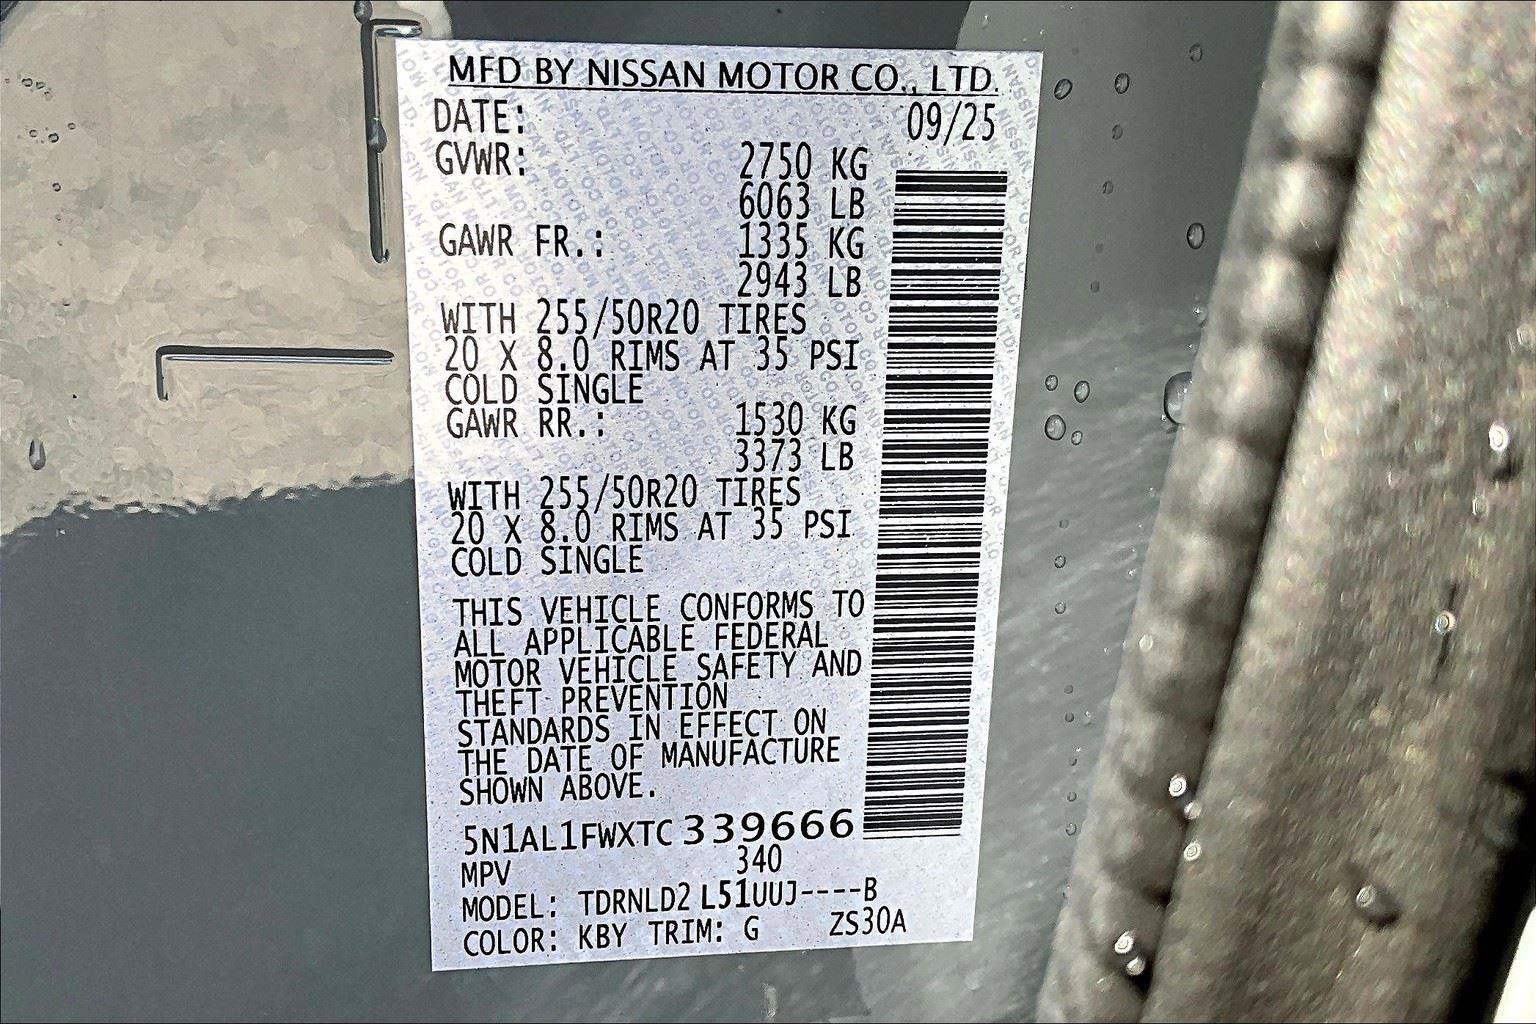 MFD BY NISSAN MOTOR CO., LTD.
DATE: 09/25
GVWR: 2750 KG
6063 LB
GAWR FR.: 1335 KG
2943 LB
WITH 255/50R20 TIRES
20 X 8.0 RIMS AT 35 PSI
COLD SINGLE
GAWR RR.: 1530 KG
3373 LB
WITH 255/50R20 TIRES
20 X 8.0 RIMS AT 35 PSI
COLD SINGLE
THIS VEHICLE CONFORMS TO
ALL APPLICABLE FEDERAL
MOTOR VEHICLE SAFETY AND
THEFT PREVENTION
STANDARDS IN EFFECT ON
THE DATE OF MANUFACTURE
SHOWN ABOVE.
5N1AL1FWXTC339666
MPV 340
MODEL: TDRNLD2 L51UUJ----B
COLOR: KBY TRIM: G ZS30A